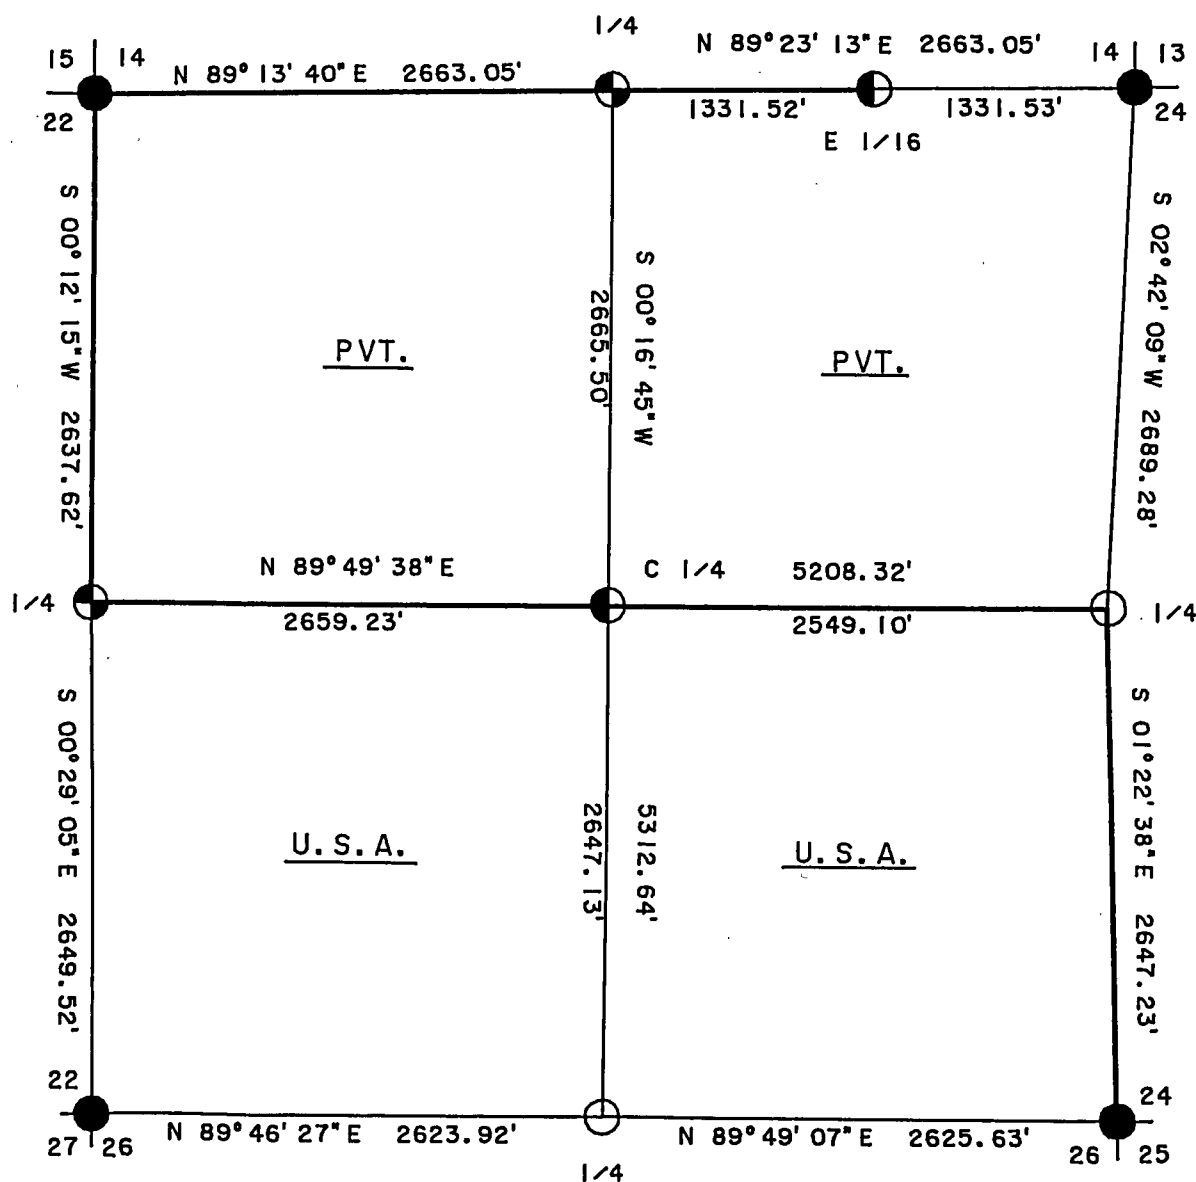 1/4
15 14
N 89° 13' 40" E 2663.05'
N 89° 23' 13" E 2663.05'
14 13
22
1331.52'
1331.53'
24
E 1/16
S 00° 12' 15" W 2637.62'
2665.50'
S 00° 16' 45" W
S 02° 42' 09" W 2689.28'
PVT.
PVT.
N 89° 49' 38" E
C 1/4
5208.32'
1/4
2659.23'
2549.10'
1/4
S 00° 29' 05" E 2649.52'
2647.13'
5312.64'
S 01° 22' 38" E 2647.23'
U.S.A.
U.S.A.
22
24
27 26
N 89° 46' 27" E 2623.92'
N 89° 49' 07" E 2625.63'
26 25
1/4